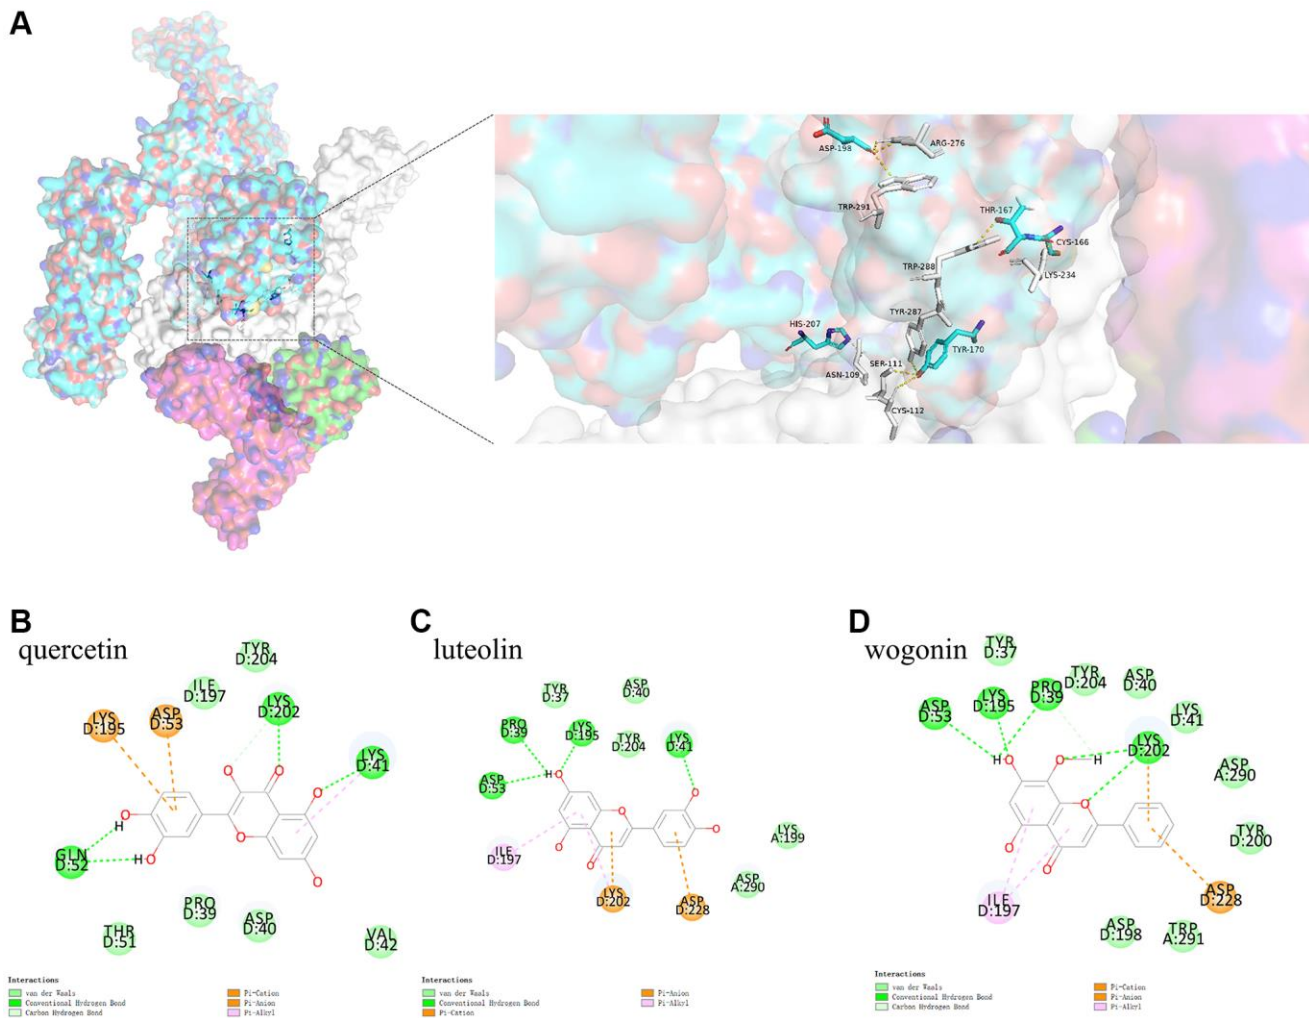 A
ASP-198
ARG-276
TRP-291
THR-167
CYS-166
TRP-288
LYS-234
TYR-287
HIS-207
SER-111
TYR-170
ASN-109
CYS-112
B
quercetin
TYR
D:204
ILE
D:197
LYS
D:202
LYS
D:195
ASP
D:53
LYS
D:41
O
O
O
O
H
O
H
O
O
GLN
D:52
PRO
D:39
ASP
D:40
THR
D:51
VAL
D:42
Interactions
van der Waals
Conventional Hydrogen Bond
Carbon Hydrogen Bond
Pi-Cation
Pi-Anion
Pi-Alkyl
C
luteolin
TYR
D:37
ASP
D:40
PRO
D:39
LYS
D:195
TYR
D:204
LYS
D:41
ASP
D:53
H
O
O
O
O
O
O
ILE
D:197
LYS
D:202
ASP
D:228
LYS
A:199
ASP
A:290
Interactions
van der Waals
Conventional Hydrogen Bond
Pi-Cation
Pi-Anion
Pi-Alkyl
D
wogonin
TYR
D:37
PRO
D:39
TYR
D:204
ASP
D:40
LYS
D:195
ASP
D:53
LYS
D:41
LYS
D:202
H
O
O
H
O
O
O
ASP
A:290
TYR
D:200
ASP
D:228
ILE
D:197
ASP
D:198
TRP
A:291
Interactions
van der Waals
Conventional Hydrogen Bond
Carbon Hydrogen Bond
Pi-Cation
Pi-Anion
Pi-Alkyl